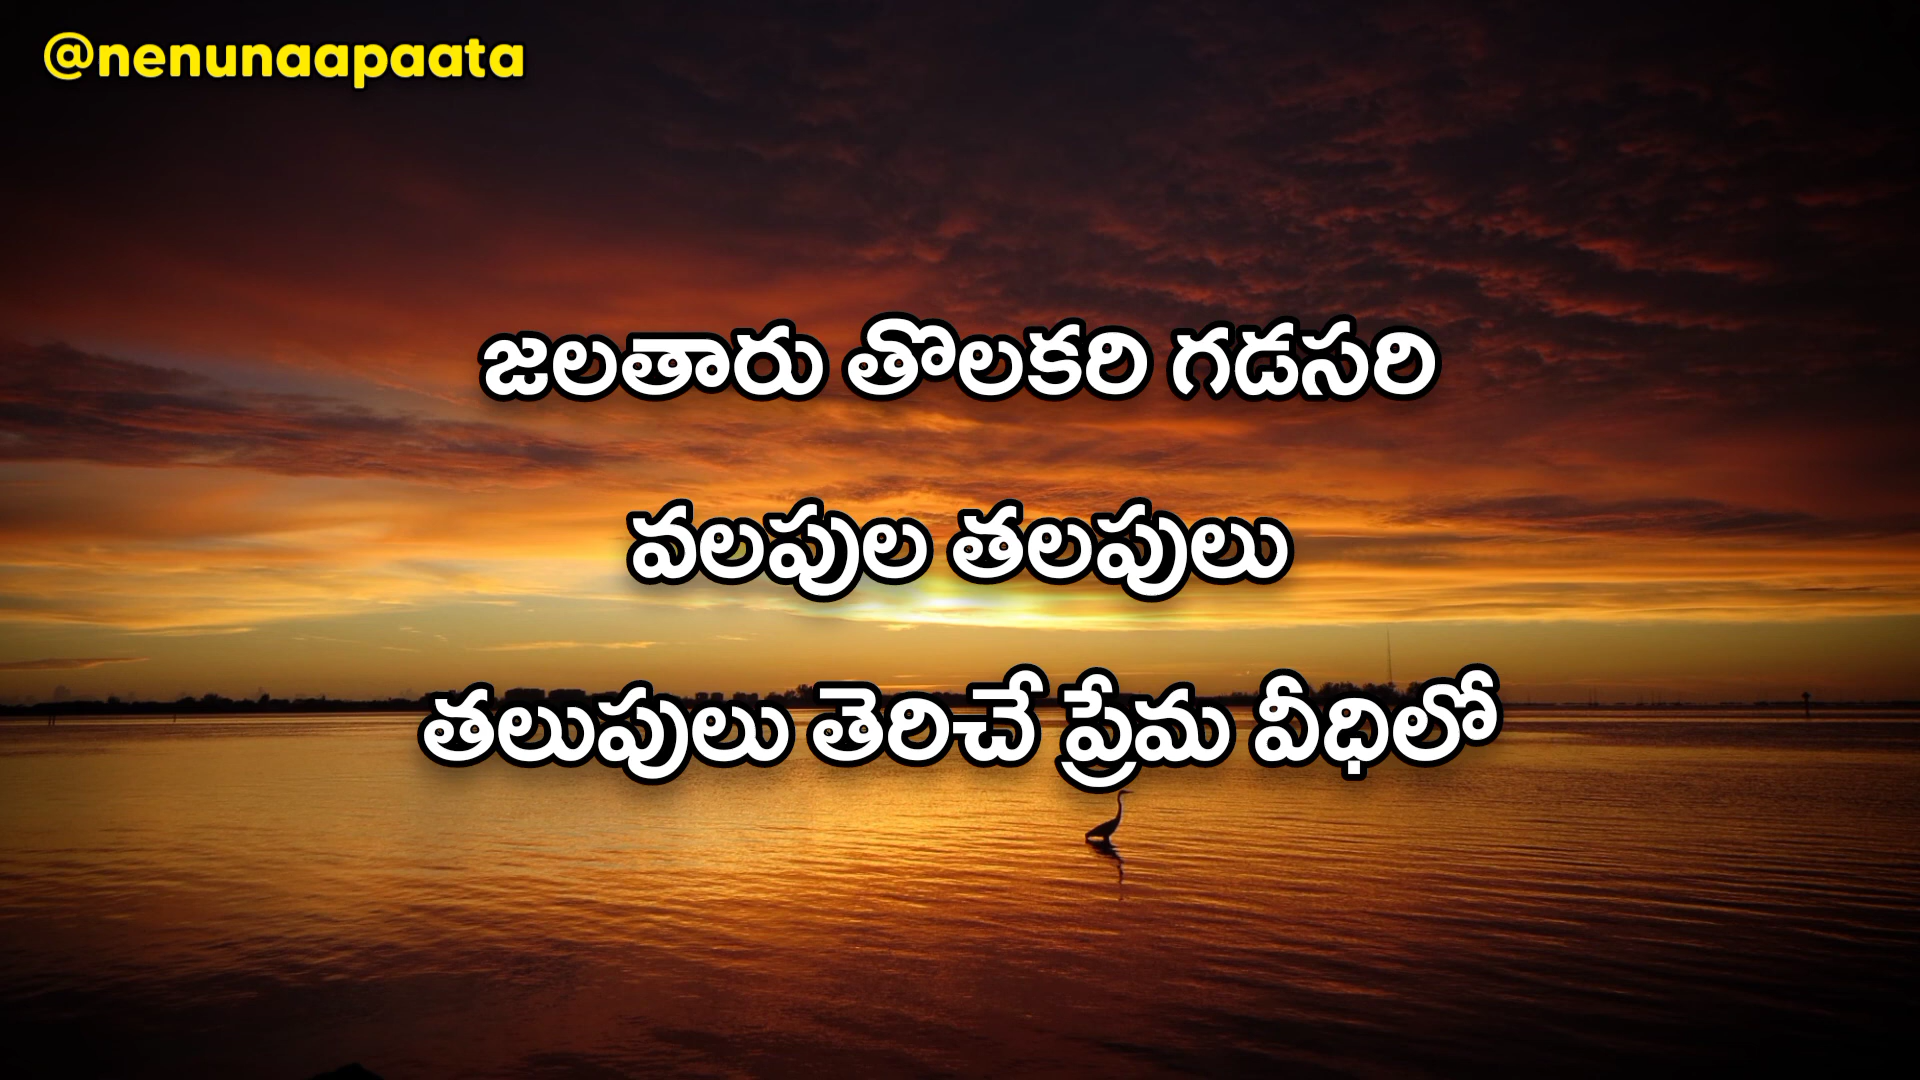 @nenunaapaata
జలతారు తొలకరి గడసరి
వలపుల తలపులు
తలుపులు తెరిచే ప్రేమ వీధిలో